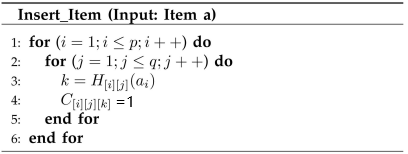 Insert_Item (Input: Item a)
1: for (i = 1; i ≤ p; i + +) do
2: for (j = 1; j ≤ q; j + +) do
3: k = H[i][j](ai)
4: C[i][j][k] =1
5: end for
6: end for